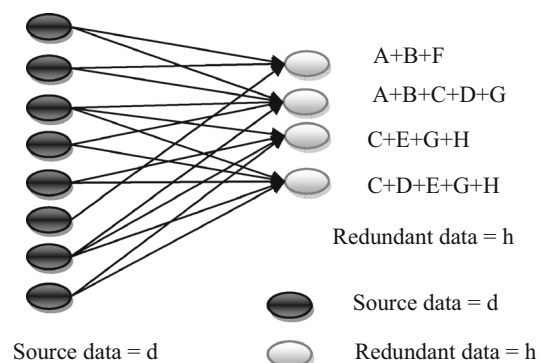 A+B+F
A+B+C+D+G
C+E+G+H
C+D+E+G+H
Redundant data = h
Source data = d
Source data = d
Redundant data = h